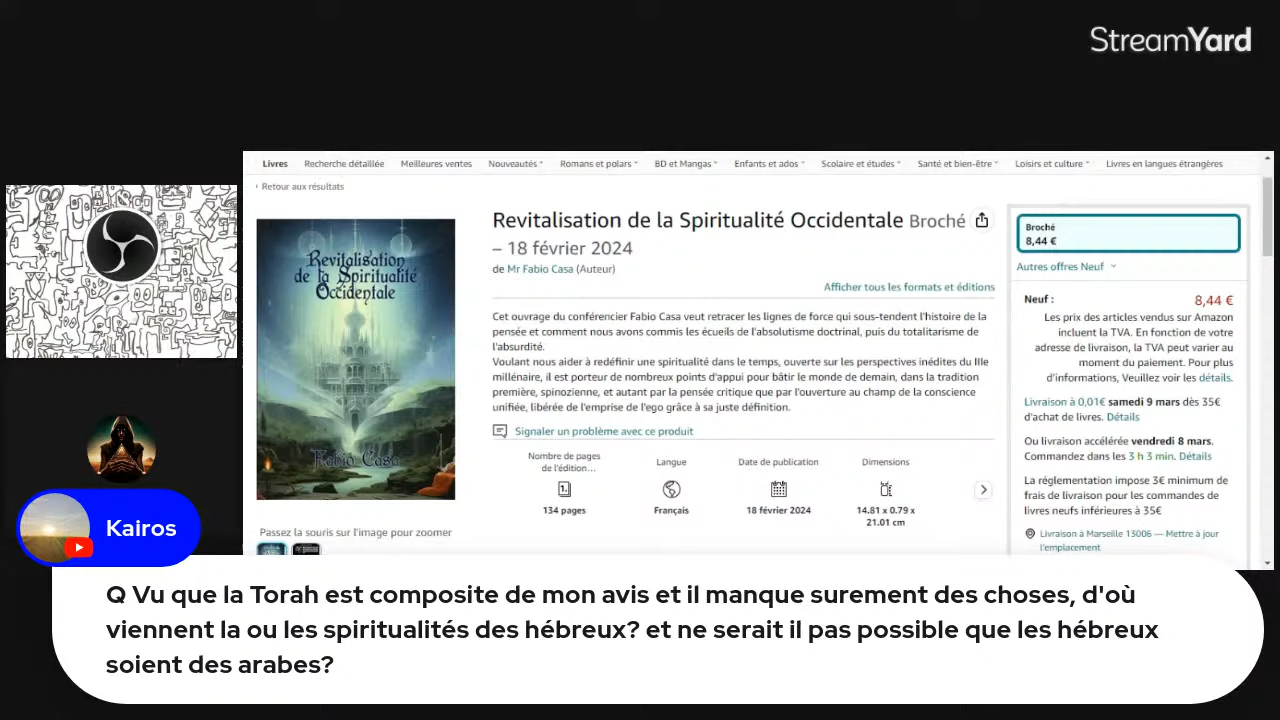 StreamYard
Livres Recherche détaillée Meilleures ventes Nouveautés Romans et polars BD et Mangas Enfants et ados Scolaire et études Santé et bien-être Loisirs et culture Livres en langues étrangères
‹ Retour aux résultats
Revitalisation
de la Spiritualité
Occidentale
Fabio Casa
Passez la souris sur l'image pour zoomer
Revitalisation de la Spiritualité Occidentale Broché
– 18 février 2024
de Mr Fabio Casa (Auteur)
Afficher tous les formats et éditions
Cet ouvrage du conférencier Fabio Casa veut retracer les lignes de force qui sous-tendent l'histoire de la
pensée et comment nous avons commis les écueils de l'absolutisme doctrinal, puis du totalitarisme de
l'absurdité.
Voulant nous aider à redéfinir une spiritualité dans le temps, ouverte sur les perspectives inédites du IIIe
millénaire, il est porteur de nombreux points d'appui pour bâtir le monde de demain, dans la tradition
première, spinozienne, et autant par la pensée critique que par l'ouverture au champ de la conscience
unifiée, libérée de l'emprise de l'ego grâce à sa juste définition.
Signaler un problème avec ce produit
Nombre de pages
de l'édition…
134 pages
Langue
Français
Date de publication
18 février 2024
Dimensions
14.81 x 0.79 x
21.01 cm
Broché
8,44 €
Autres offres Neuf
Neuf : 8,44 €
Les prix des articles vendus sur Amazon
incluent la TVA. En fonction de votre
adresse de livraison, la TVA peut varier au
moment du paiement. Pour plus
d'informations, Veuillez voir les détails.
Livraison à 0,01€ samedi 9 mars dès 35€
d'achat de livres. Détails
Ou livraison accélérée vendredi 8 mars.
Commandez dans les 3 h 3 min. Détails
La réglementation impose 3€ minimum de
frais de livraison pour les commandes de
livres neufs inférieures à 35€
Livraison à Marseille 13006 — Mettre à jour
l'emplacement
Kairos
Q Vu que la Torah est composite de mon avis et il manque surement des choses, d'où
viennent la ou les spiritualités des hébreux? et ne serait il pas possible que les hébreux
soient des arabes?